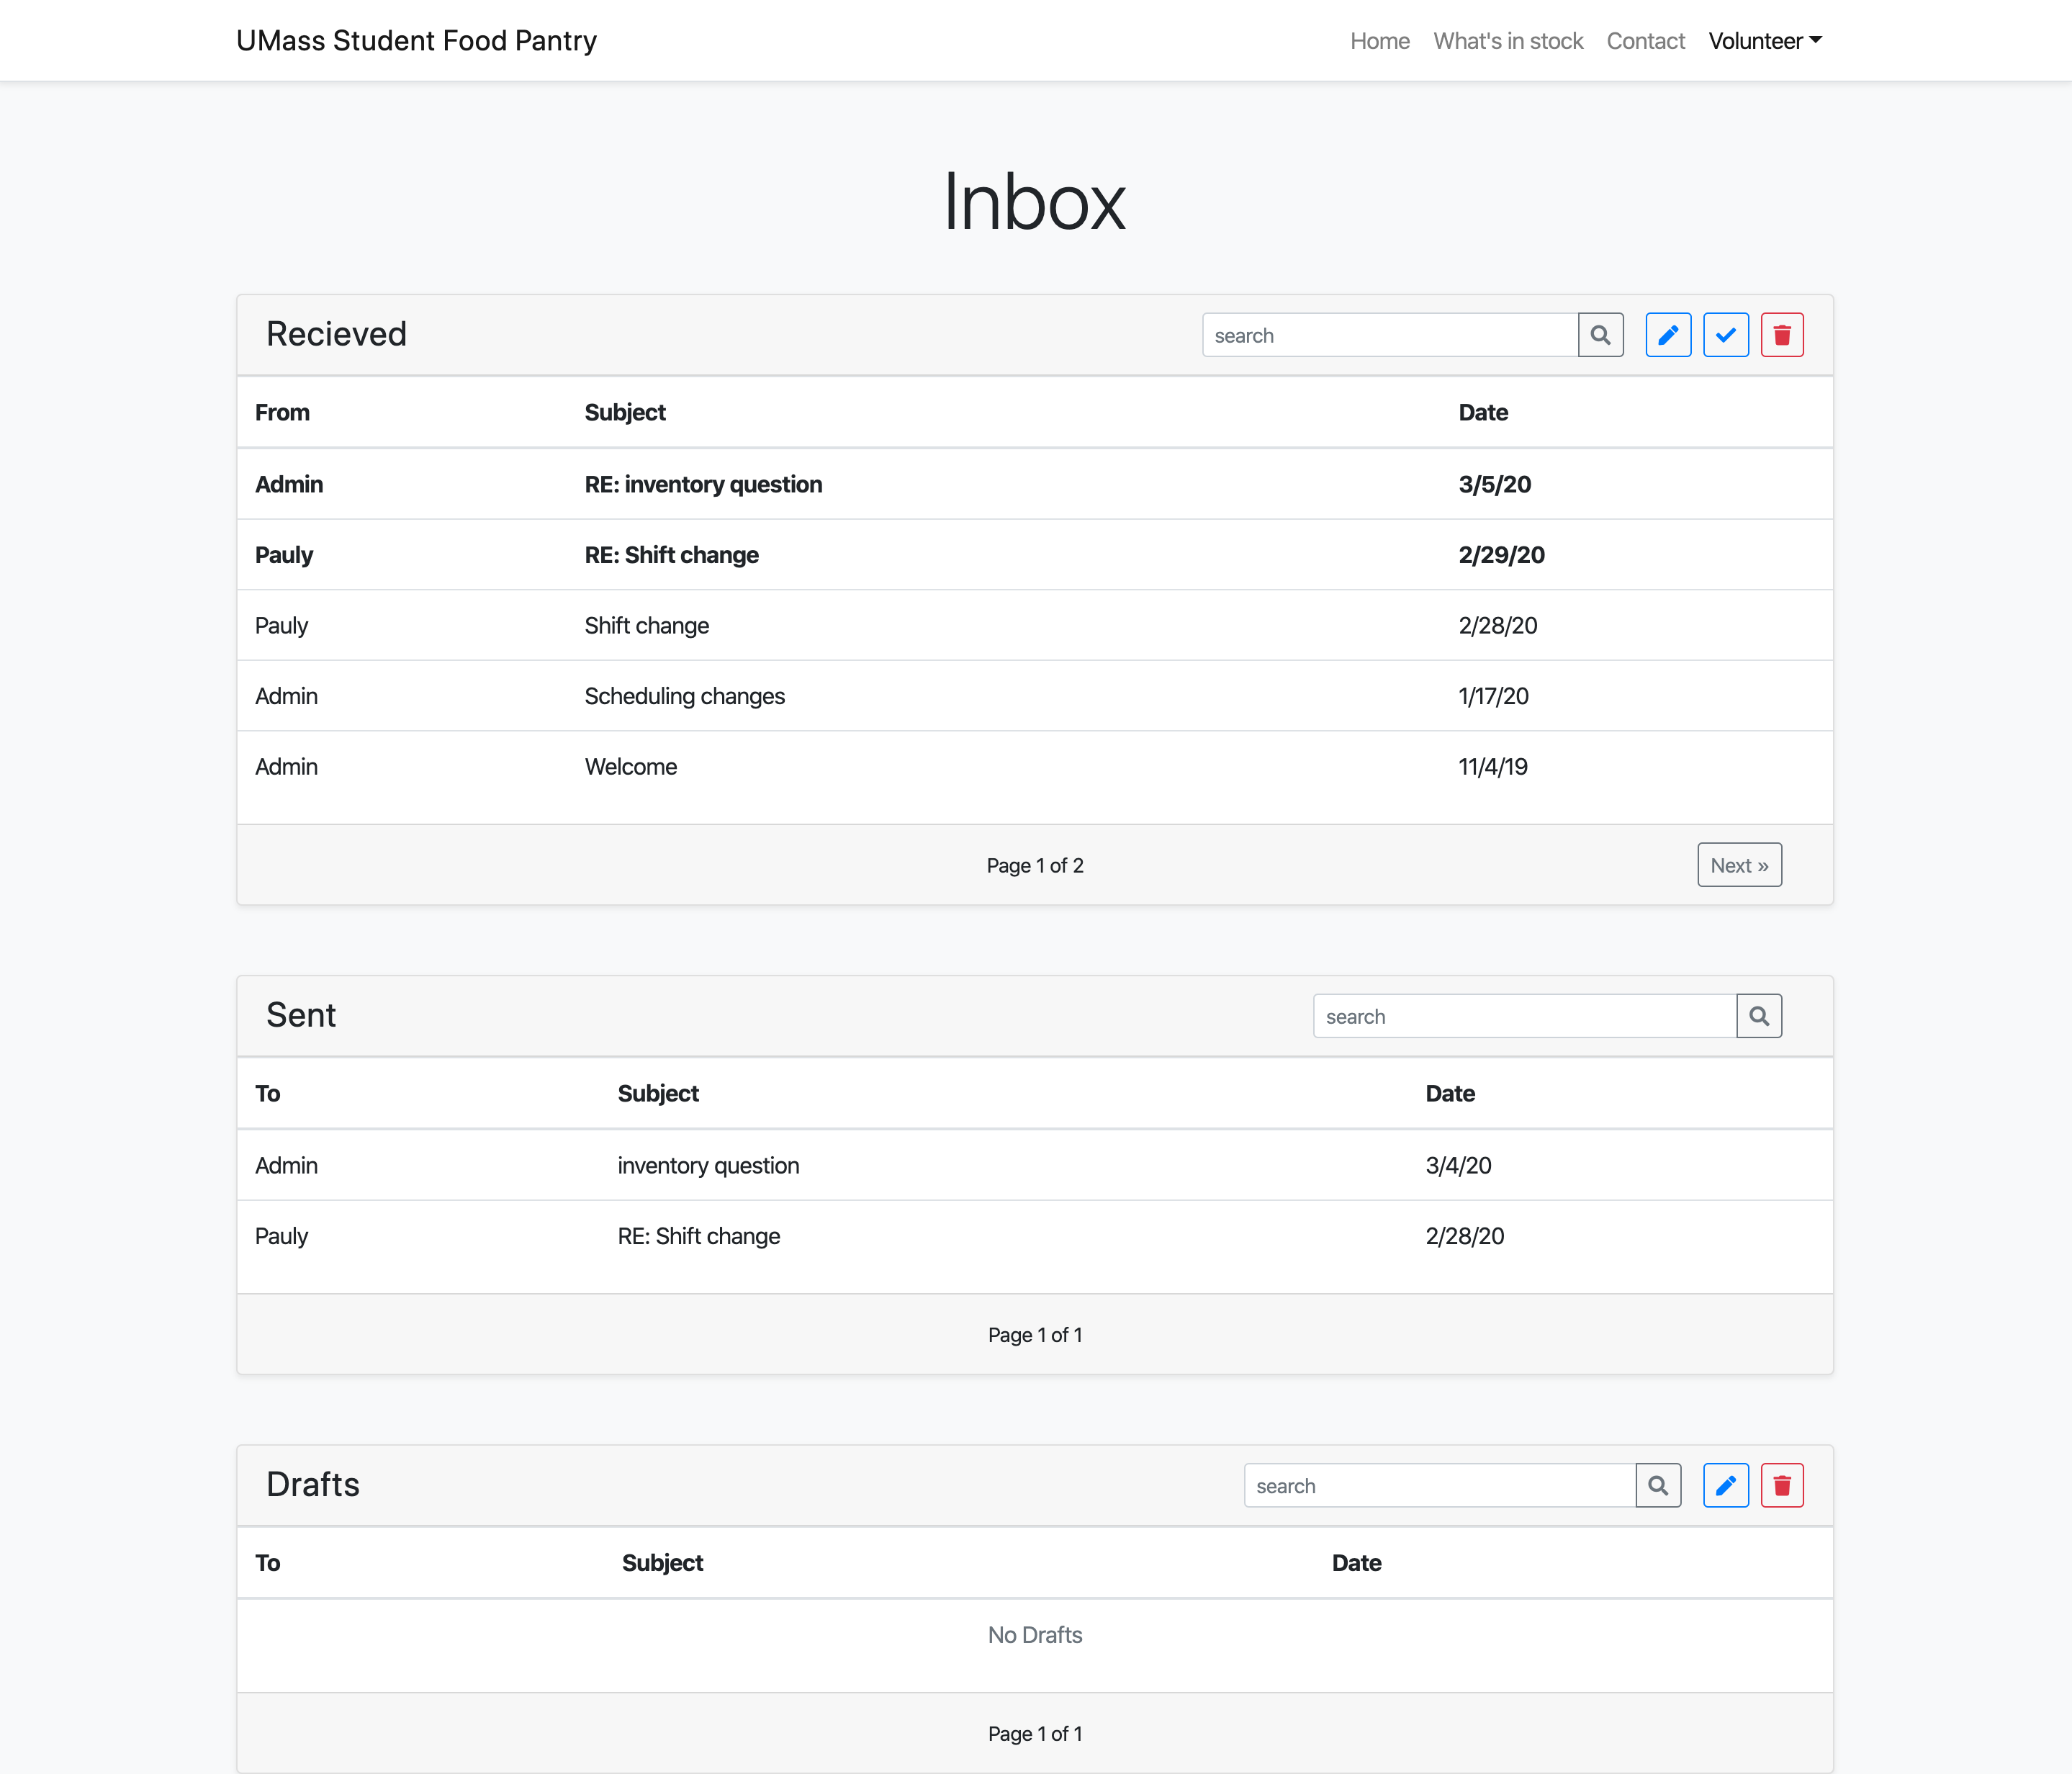 UMass Student Food Pantry Home What's in stock Contact Volunteer
Inbox
Recieved search
From Subject Date
Admin RE: inventory question 3/5/20
Pauly RE: Shift change 2/29/20
Pauly Shift change 2/28/20
Admin Scheduling changes 1/17/20
Admin Welcome 11/4/19
Page 1 of 2 Next »
Sent search
To Subject Date
Admin inventory question 3/4/20
Pauly RE: Shift change 2/28/20
Page 1 of 1
Drafts search
To Subject Date
No Drafts
Page 1 of 1